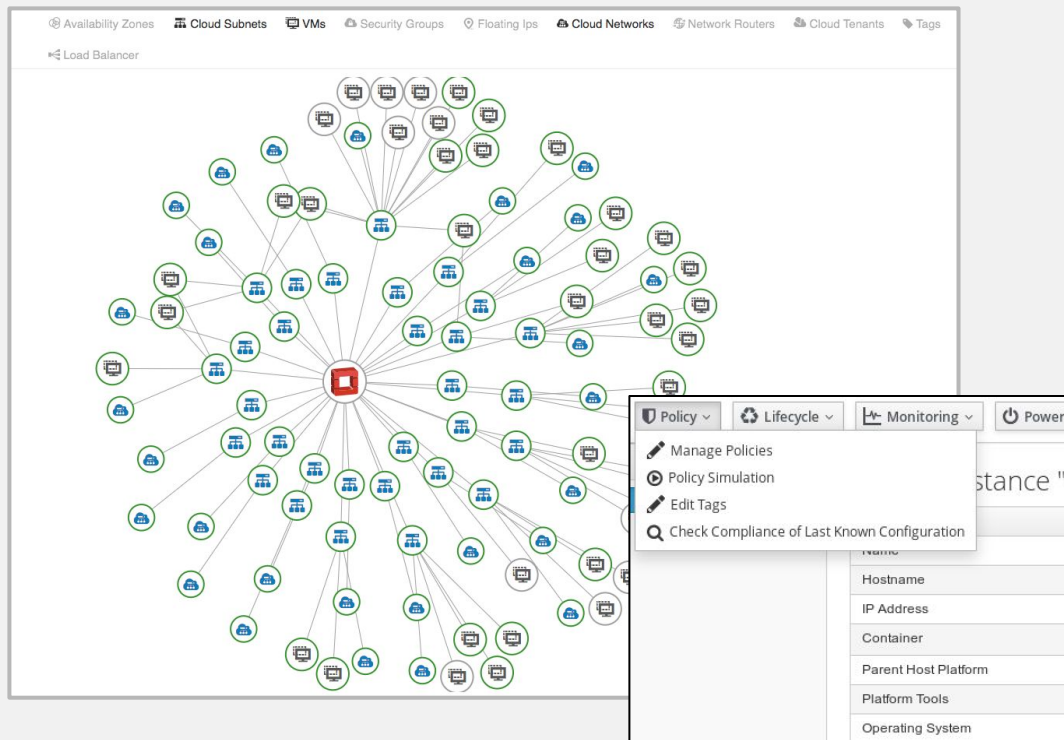 Availability Zones Cloud Subnets VMs Security Groups Floating Ips Cloud Networks Network Routers Cloud Tenants Tags
Load Balancer
Policy Lifecycle Monitoring Power
Manage Policies
Policy Simulation
Edit Tags
Check Compliance of Last Known Configuration
stance "
Name
Hostname
IP Address
Container
Parent Host Platform
Platform Tools
Operating System